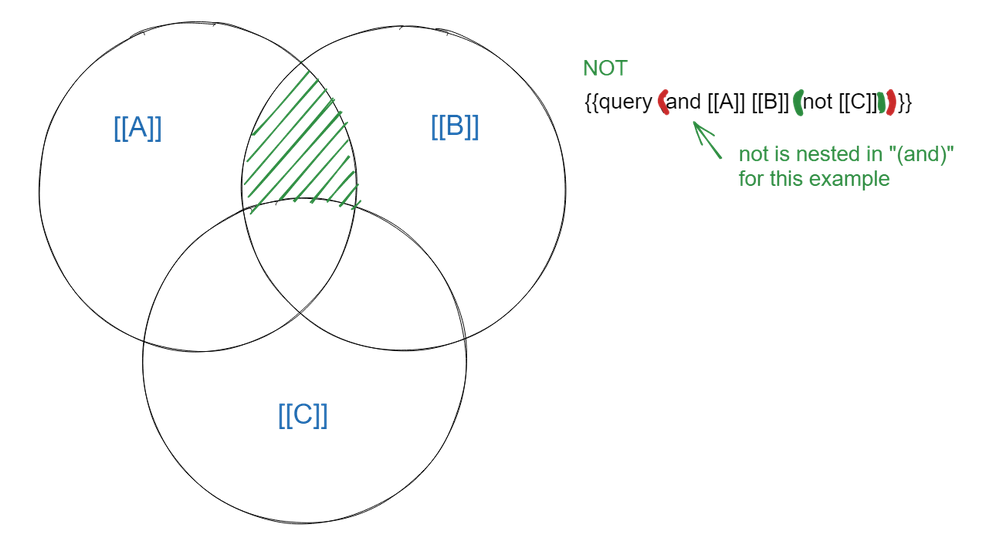 [[A]]
[[B]]
[[C]]
NOT
{{query (and [[A]] [[B]] (not [[C]]))}}
not is nested in "(and)"
for this example